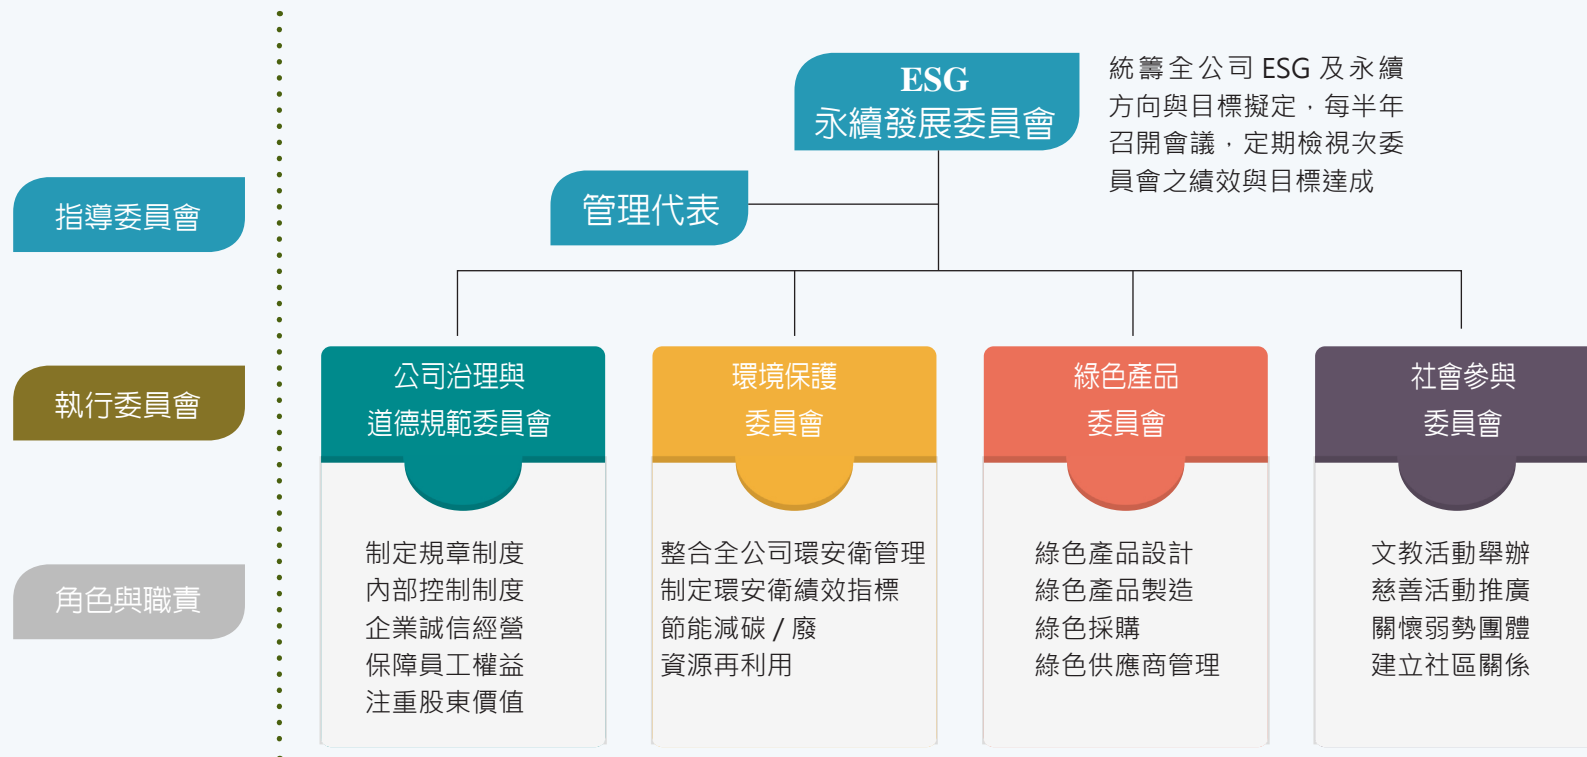 ESG
永續發展委員會
統籌全公司 ESG 及永續
方向與目標擬定，每半年
召開會議，定期檢視次委
員會之績效與目標達成
指導委員會
管理代表
執行委員會
公司治理與
道德規範委員會
環境保護
委員會
綠色產品
委員會
社會參與
委員會
角色與職責
制定規章制度
內部控制制度
企業誠信經營
保障員工權益
注重股東價值
整合全公司環安衛管理
制定環安衛績效指標
節能減碳 / 廢
資源再利用
綠色產品設計
綠色產品製造
綠色採購
綠色供應商管理
文教活動舉辦
慈善活動推廣
關懷弱勢團體
建立社區關係